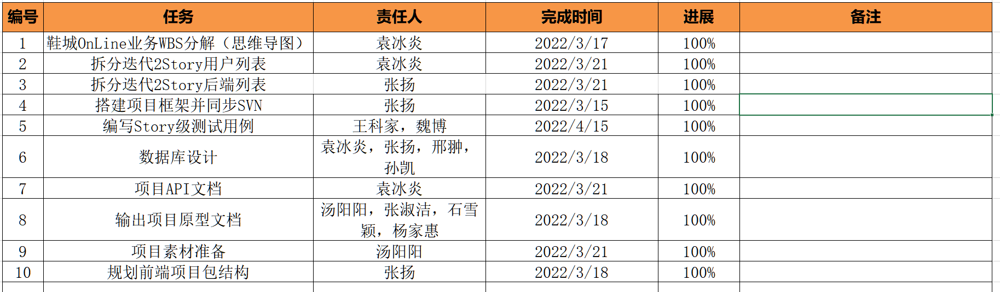 编号 任务 责任人 完成时间 进展 备注
1 鞋城OnLine业务WBS分解（思维导图） 袁冰炎 2022/3/17 100%
2 拆分迭代2Story用户列表 袁冰炎 2022/3/21 100%
3 拆分迭代2Story后端列表 张扬 2022/3/21 100%
4 搭建项目框架并同步SVN 张扬 2022/3/15 100%
5 编写Story级测试用例 王科家，魏博 2022/4/15 100%
6 数据库设计 袁冰炎，张扬，邢翀， 2022/3/18 100%
孙凯
7 项目API文档 袁冰炎 2022/3/21 100%
8 输出项目原型文档 汤阳阳，张淑洁，石雪 2022/3/18 100%
颖，杨家惠
9 项目素材准备 汤阳阳 2022/3/21 100%
10 规划前端项目包结构 张扬 2022/3/18 100%